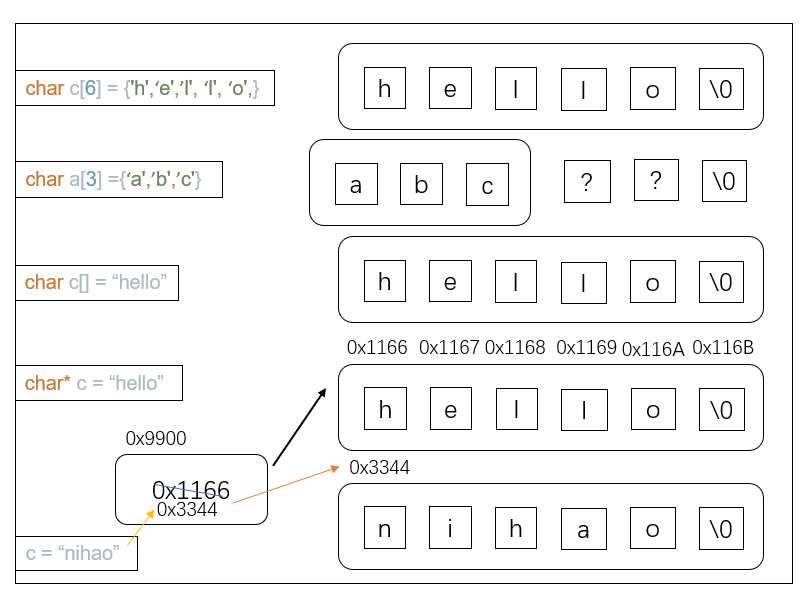 char c[6] = {'h',‘e’,’l’, ‘l’, ‘o’,}
h e l l o \0
char a[3] ={‘a’,’b’,’c’}
a b c ? ? \0
char c[] = “hello”
h e l l o \0
0x1166 0x1167 0x1168 0x1169 0x116A 0x116B
char* c = “hello”
h e l l o \0
0x9900
0x3344
0x1166
0x3344
n i h a o \0
c = “nihao”